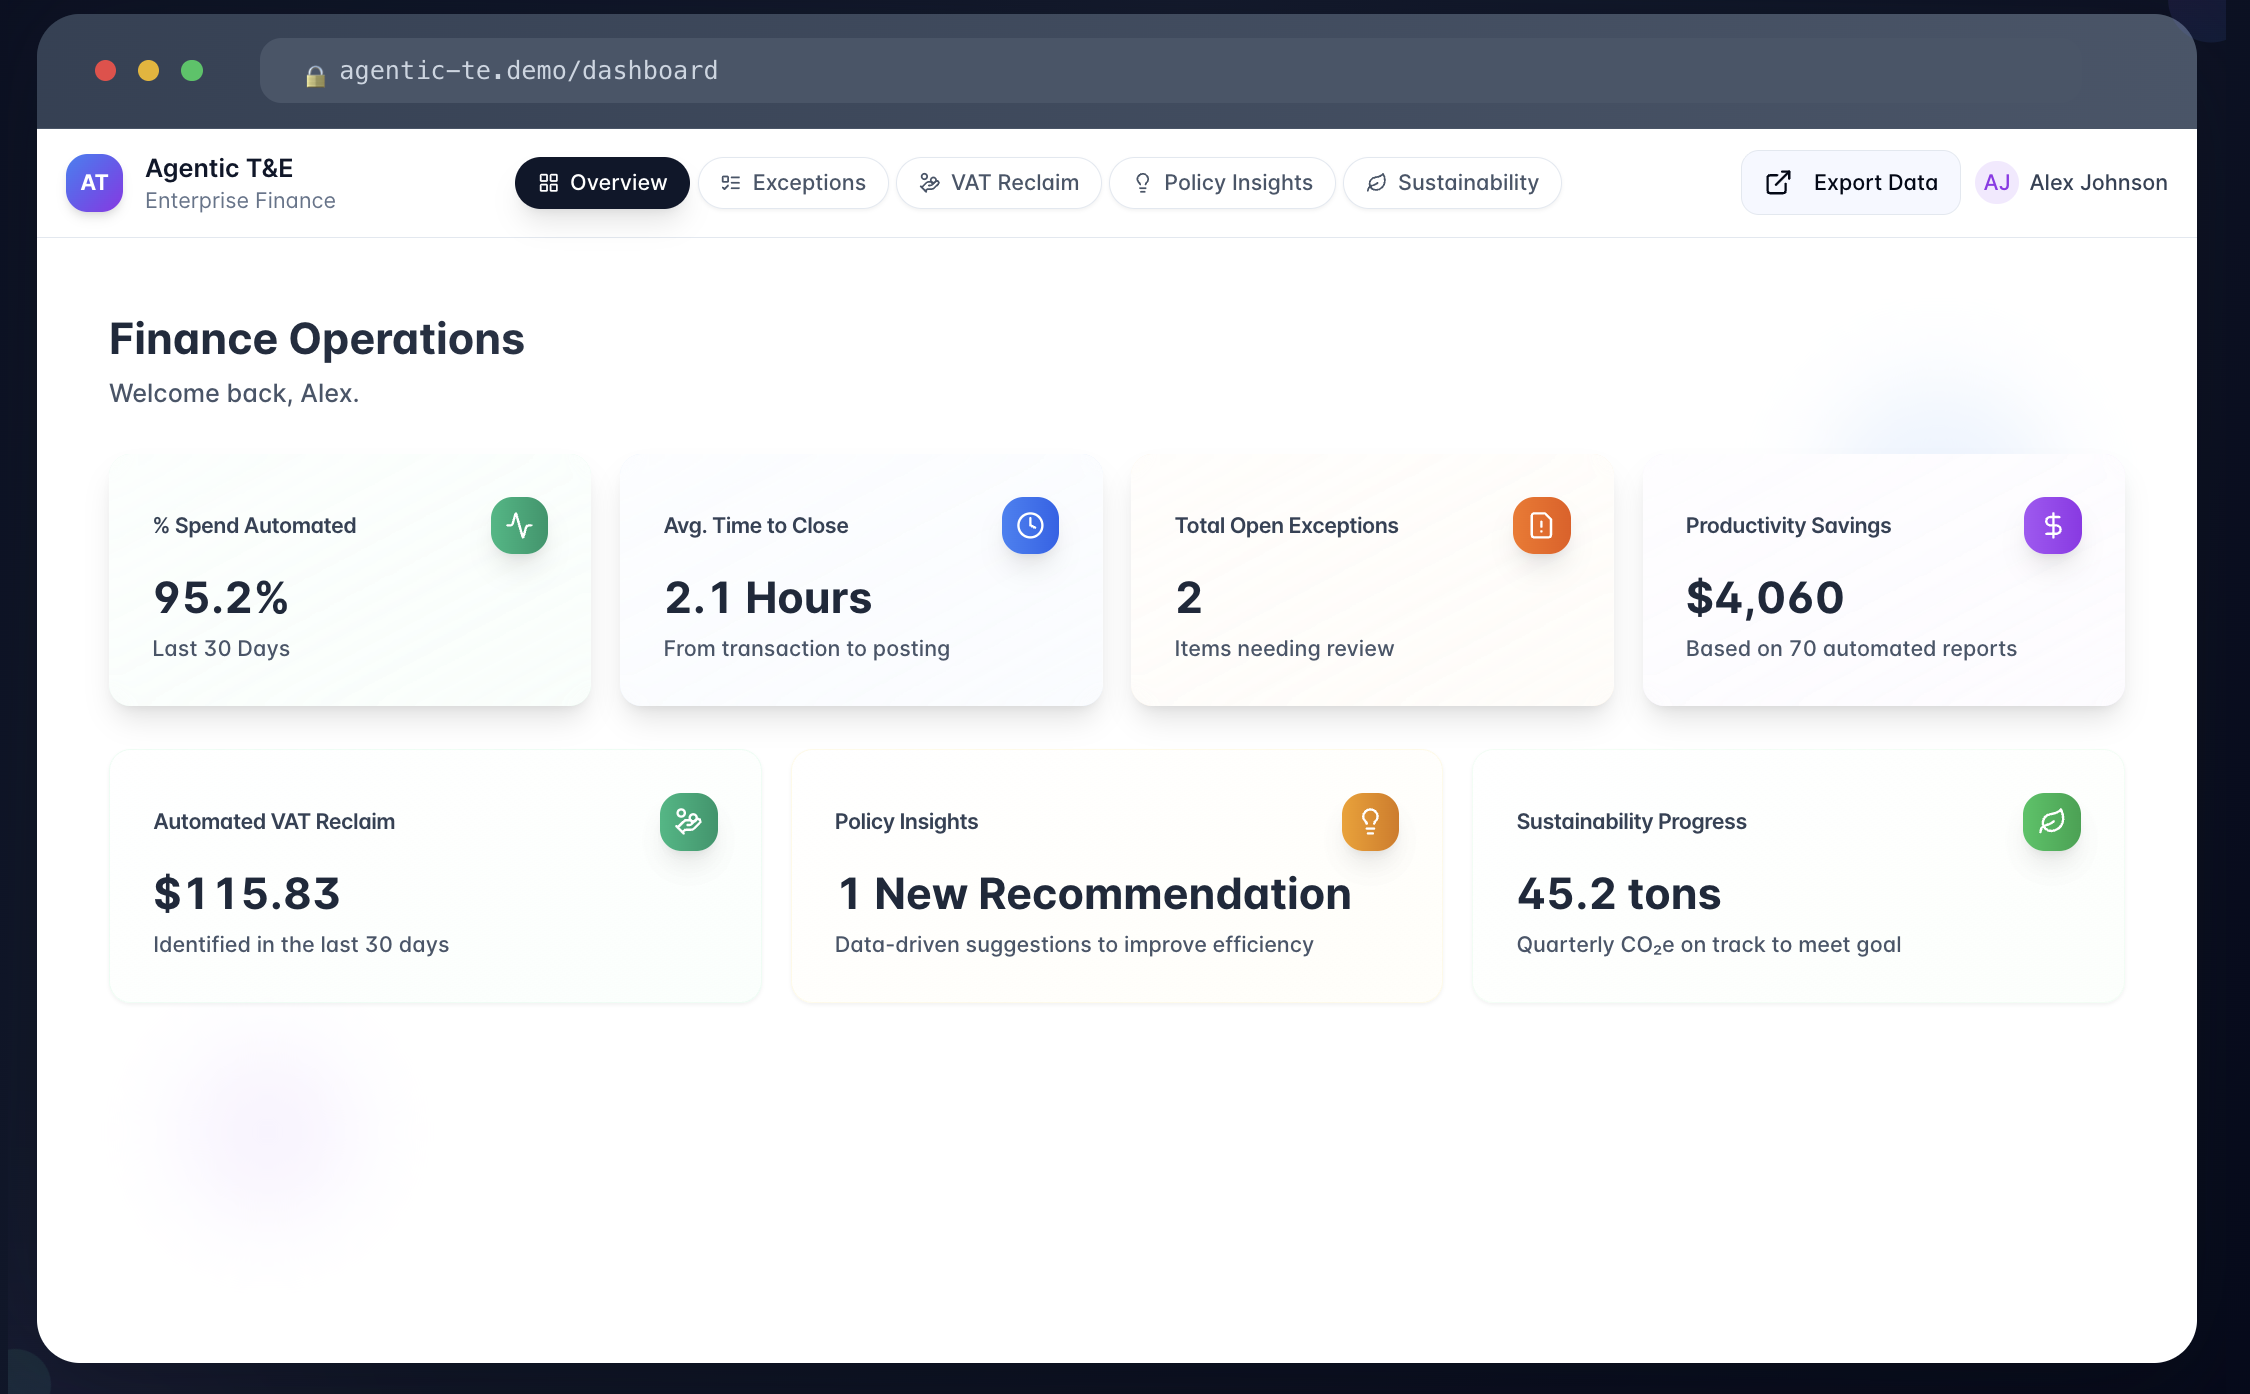 agentic-te.demo/dashboard
AT
Agentic T&E
Enterprise Finance
Overview
Exceptions
VAT Reclaim
Policy Insights
Sustainability
Export Data
AJ
Alex Johnson
Finance Operations
Welcome back, Alex.
% Spend Automated
95.2%
Last 30 Days
Avg. Time to Close
2.1 Hours
From transaction to posting
Total Open Exceptions
2
Items needing review
Productivity Savings
$4,060
Based on 70 automated reports
Automated VAT Reclaim
$115.83
Identified in the last 30 days
Policy Insights
1 New Recommendation
Data-driven suggestions to improve efficiency
Sustainability Progress
45.2 tons
Quarterly CO₂e on track to meet goal